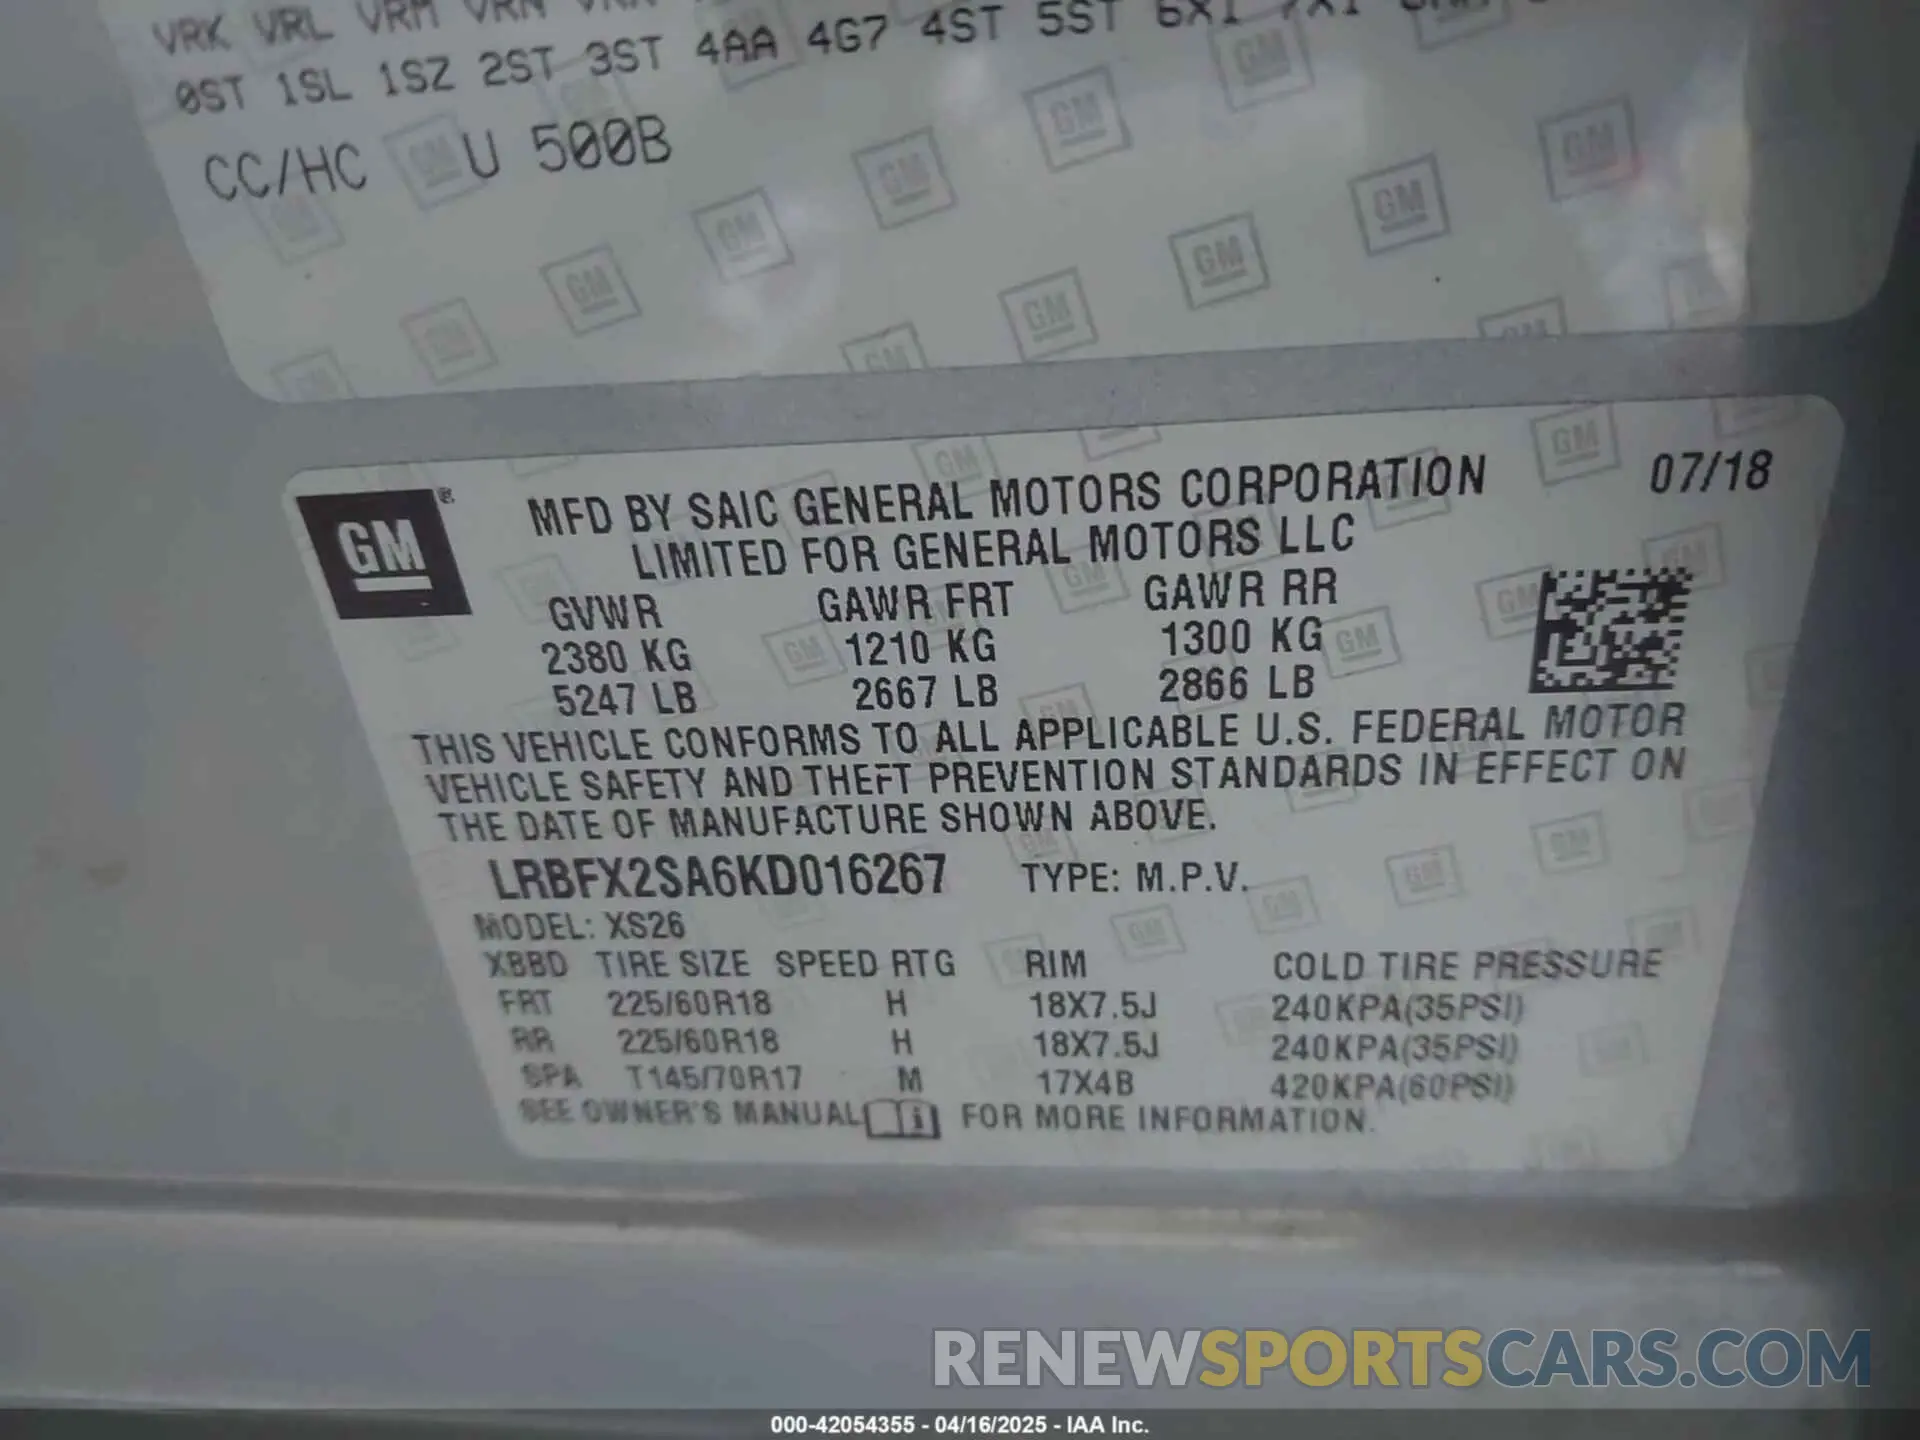 VRK VRL VRM VRN
0ST 1SL 1SZ 2ST 3ST 4AA 4G7 4ST 5ST 6X1 7X1
CC/HC U 500B
GM
MFD BY SAIC GENERAL MOTORS CORPORATION 07/18
LIMITED FOR GENERAL MOTORS LLC
GVWR GAWR FRT GAWR RR
2380 KG 1210 KG 1300 KG
5247 LB 2667 LB 2866 LB
THIS VEHICLE CONFORMS TO ALL APPLICABLE U.S. FEDERAL MOTOR
VEHICLE SAFETY AND THEFT PREVENTION STANDARDS IN EFFECT ON
THE DATE OF MANUFACTURE SHOWN ABOVE.
LRBFX2SA6KD016267 TYPE: M.P.V.
MODEL: XS26
XBBD TIRE SIZE SPEED RTG RIM COLD TIRE PRESSURE
FRT 225/60R18 H 18X7.5J 240KPA(35PSI)
RR 225/60R18 H 18X7.5J 240KPA(35PSI)
SPA T145/70R17 M 17X4B 420KPA(60PSI)
SEE OWNER'S MANUAL FOR MORE INFORMATION.
RENEWSPORTSCARS.COM
000-42054355 - 04/16/2025 - IAA Inc.